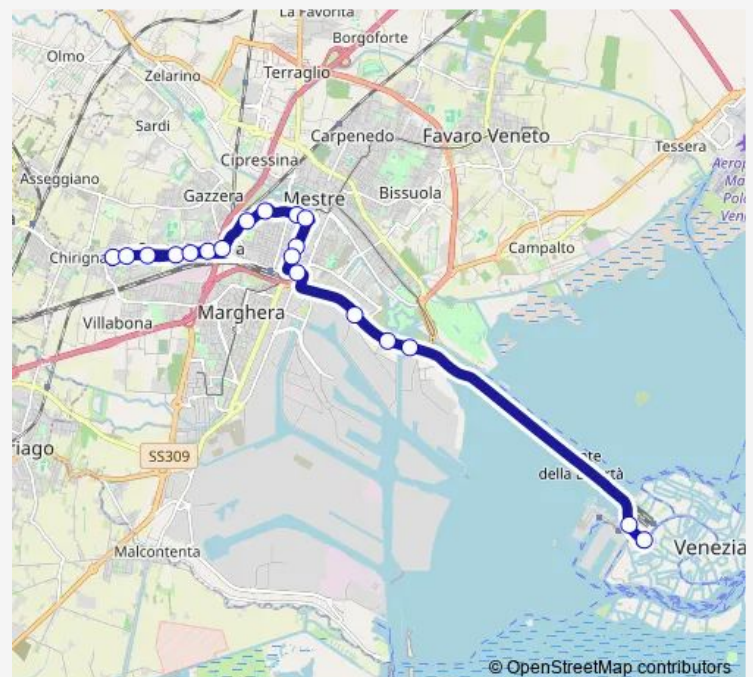 La Favorita
Borgoforte
Olmo
Terraglio
Zelarino
Sardi
Carpenedo
Favaro Veneto
Tessera
Cipressina
Asseggiano
Gazzera
Mestre
Bissuola
Chirigna
a
Campalto
Villabona
Marghera
SS309
della
Malcontenta
Venezia
© OpenStreetMap contributors